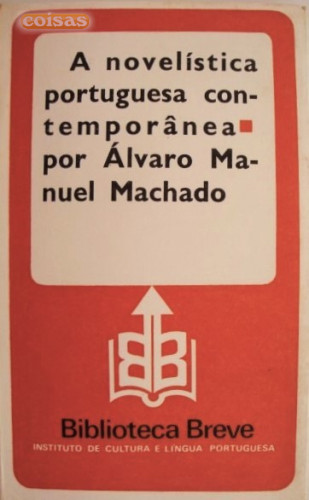 coisas
A novelística
portuguesa con-
temporânea
por Álvaro Ma-
nuel Machado
BB
Biblioteca Breve
INSTITUTO DE CULTURA E LÍNGUA PORTUGUESA